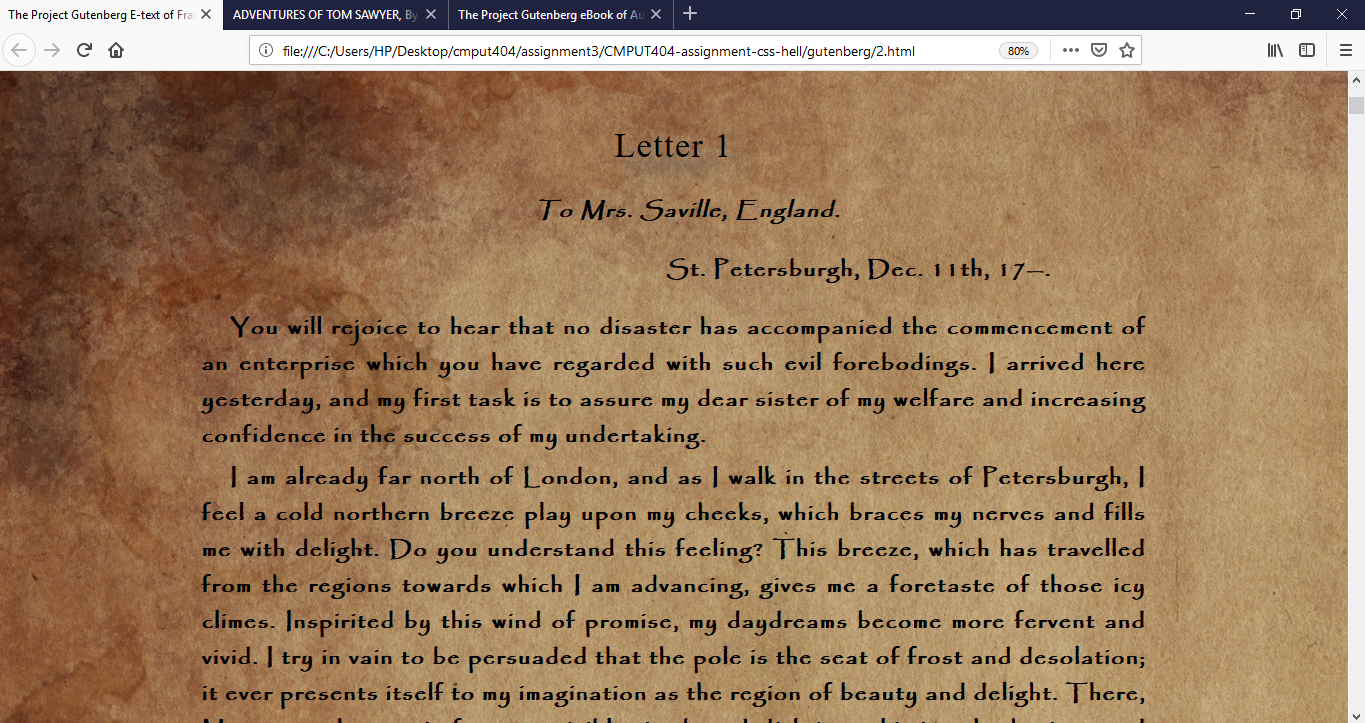 The Project Gutenberg E-text of Fra
ADVENTURES OF TOM SAWYER, By
The Project Gutenberg eBook of Au
file:///C:/Users/HP/Desktop/cmput404/assignment3/CMPUT404-assignment-css-hell/gutenberg/2.html
80%
Letter 1
To Mrs. Saville, England.
St. Petersburgh, Dec. 11th, 17—.
You will rejoice to hear that no disaster has accompanied the commencement of
an enterprise which you have regarded with such evil forebodings. I arrived here
yesterday, and my first task is to assure my dear sister of my welfare and increasing
confidence in the success of my undertaking.
I am already far north of London, and as I walk in the streets of Petersburgh, I
feel a cold northern breeze play upon my cheeks, which braces my nerves and fills
me with delight. Do you understand this feeling? This breeze, which has travelled
from the regions towards which I am advancing, gives me a foretaste of those icy
climes. Inspirited by this wind of promise, my daydreams become more fervent and
vivid. I try in vain to be persuaded that the pole is the seat of frost and desolation;
it ever presents itself to my imagination as the region of beauty and delight. There,